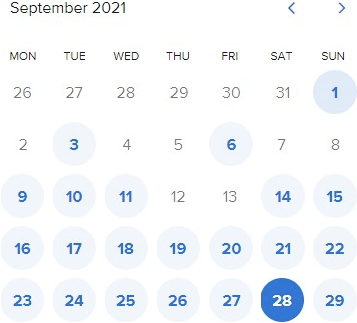 September 2021
MON TUE WED THU FRI SAT SUN
26 27 28 29 30 31 1
2 3 4 5 6 7 8
9 10 11 12 13 14 15
16 17 18 19 20 21 22
23 24 25 26 27 28 29